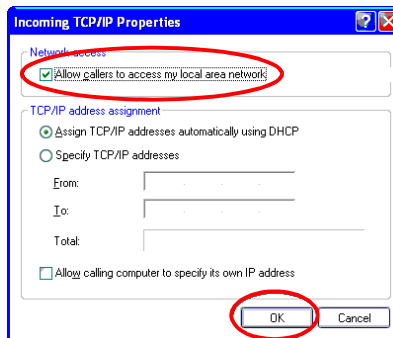 Incoming TCP/IP Properties
Network access
Allow callers to access my local area network
TCP/IP address assignment
Assign TCP/IP addresses automatically using DHCP
Specify TCP/IP addresses
From:
To:
Total:
Allow calling computer to specify its own IP address
OK Cancel